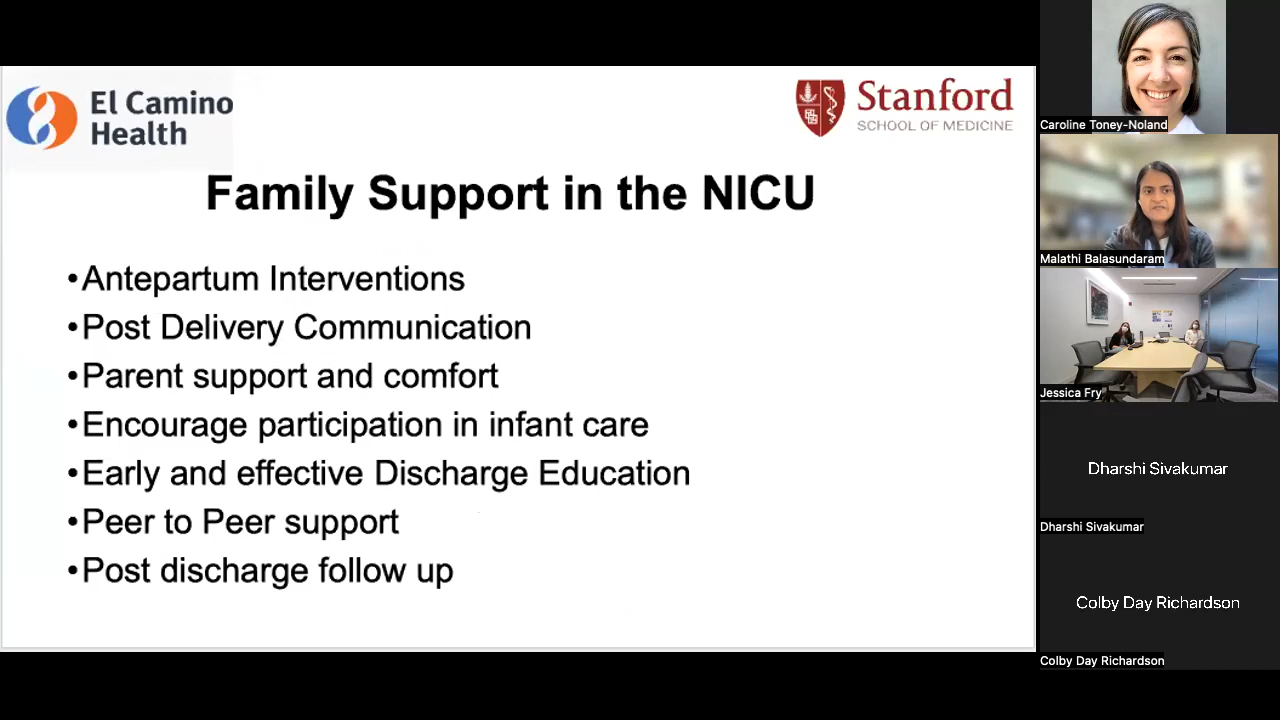 El Camino
Health
Stanford
SCHOOL OF MEDICINE
Family Support in the NICU
•Antepartum Interventions
•Post Delivery Communication
•Parent support and comfort
•Encourage participation in infant care
•Early and effective Discharge Education
•Peer to Peer support
•Post discharge follow up
Caroline Toney-Noland
Malathi Balasundaram
Jessica Fry
Dharshi Sivakumar
Dharshi Sivakumar
Colby Day Richardson
Colby Day Richardson